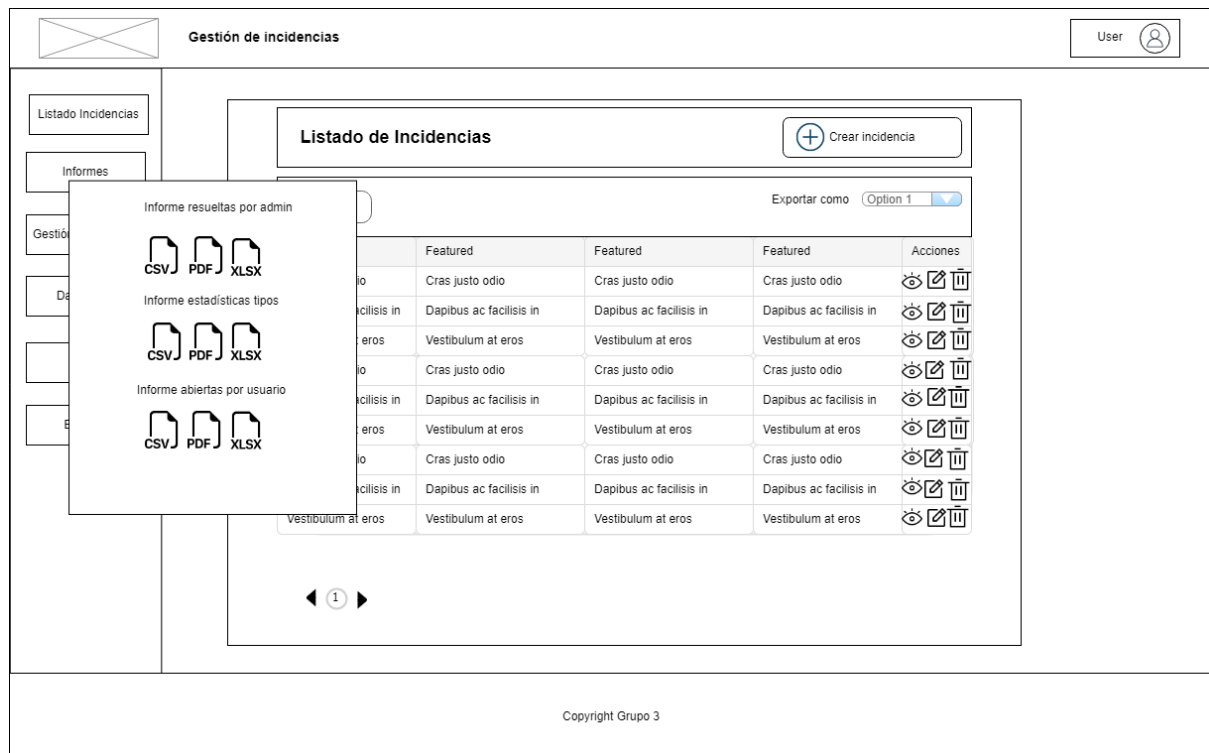 Gestión de incidencias
User
Listado Incidencias
Informes
Listado de Incidencias
Crear incidencia
Informe resueltas por admin
CSV PDF XLSX
Informe estadísticas tipos
CSV PDF XLSX
Informe abiertas por usuario
CSV PDF XLSX
Exportar como Option 1
Featured Featured Featured Acciones
Cras justo odio Cras justo odio Cras justo odio
Dapibus ac facilisis in Dapibus ac facilisis in Dapibus ac facilisis in
eros Vestibulum at eros Vestibulum at eros Vestibulum at eros
Cras justo odio Cras justo odio Cras justo odio
Dapibus ac facilisis in Dapibus ac facilisis in Dapibus ac facilisis in
eros Vestibulum at eros Vestibulum at eros Vestibulum at eros
Cras justo odio Cras justo odio Cras justo odio
Dapibus ac facilisis in Dapibus ac facilisis in Dapibus ac facilisis in
Vestibulum at eros Vestibulum at eros Vestibulum at eros Vestibulum at eros
1
Copyright Grupo 3